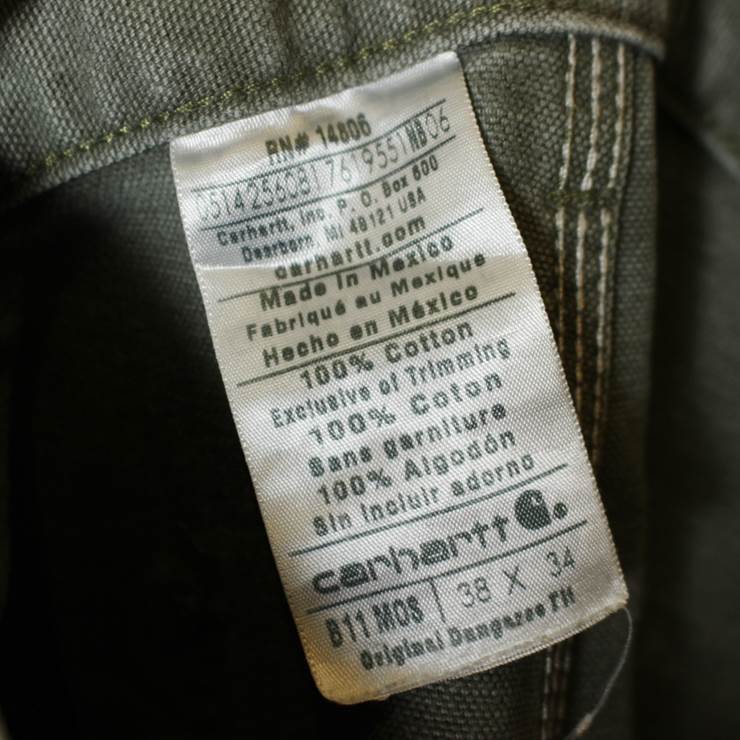 RN# 14806
05142560817619551NB06
Carhartt, Inc. P. O. Box 600
Dearborn, MI 48121 USA
carhartt.com
Made in Mexico
Fabriqué au Mexique
Hecho en México
100% Cotton
Exclusive of Trimming
100% Coton
Sans garniture
100% Algodón
Sin incluir adorno
carhartt
B11 MOS 38 X 34
Original Dungaree FH